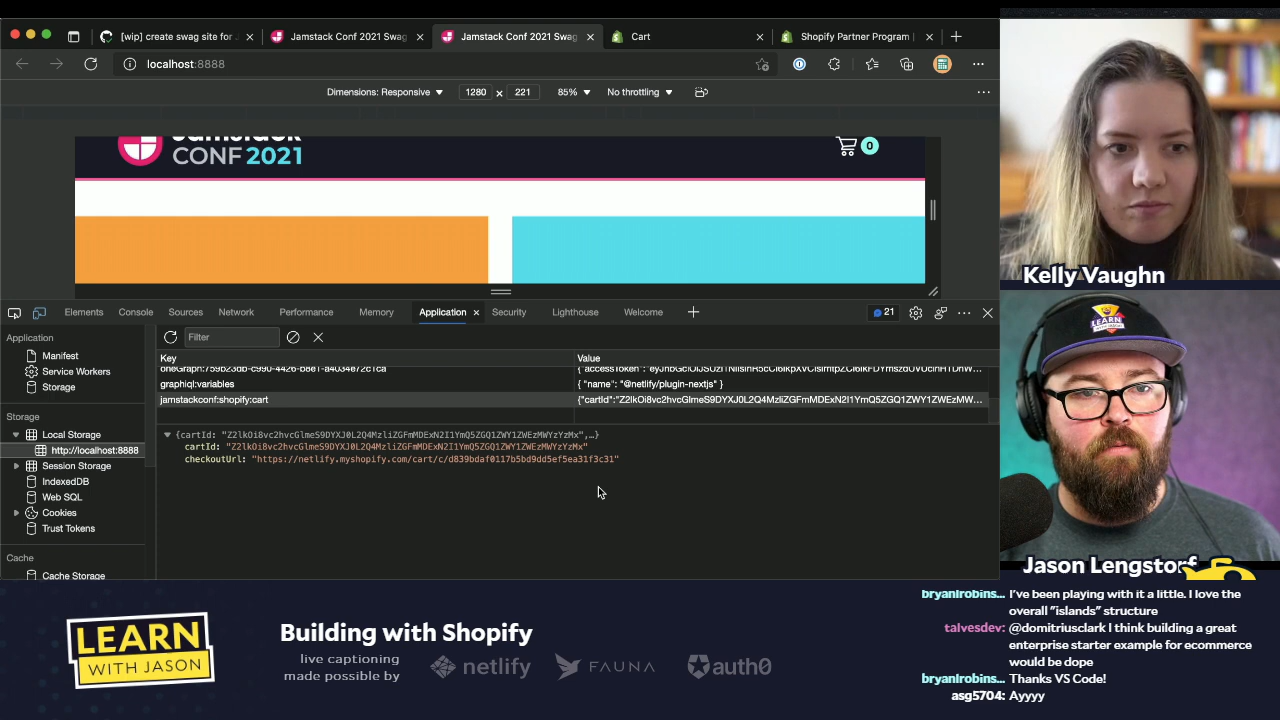 [wip] create swag site for J
Jamstack Conf 2021 Swag
Jamstack Conf 2021 Swag
Cart
Shopify Partner Program |
localhost:8888
Dimensions: Responsive
1280
×
221
85%
No throttling
Jamstack
CONF 2021
0
Elements
Console
Sources
Network
Performance
Memory
Application
Security
Lighthouse
Welcome
21
Application
Manifest
Service Workers
Storage
Storage
Local Storage
http://localhost:8888
Session Storage
IndexedDB
Web SQL
Cookies
Trust Tokens
Cache
Cache Storage
Filter
Key
Value
graphiql:variables
{ "name": "@netlify/plugin-nextjs" }
jamstackconf:shopify:cart
checkoutUrl: "https://netlify.myshopify.com/cart/c/d839bdaf0117b5bd9dd5ef5ea31f3c31"
Kelly Vaughn
Jason Lengstorf
LEARN
WITH JASON
LEARN
WITH JASON
Building with Shopify
live captioning
made possible by
netlify
FAUNA
auth0
bryanlrobins... I've been playing with it a little. I love the
overall "islands" structure
talvesdev: @domitriusclark I think building a great
enterprise starter example for ecommerce
would be dope
bryanlrobins... Thanks VS Code!
asg5704: Ayyyy